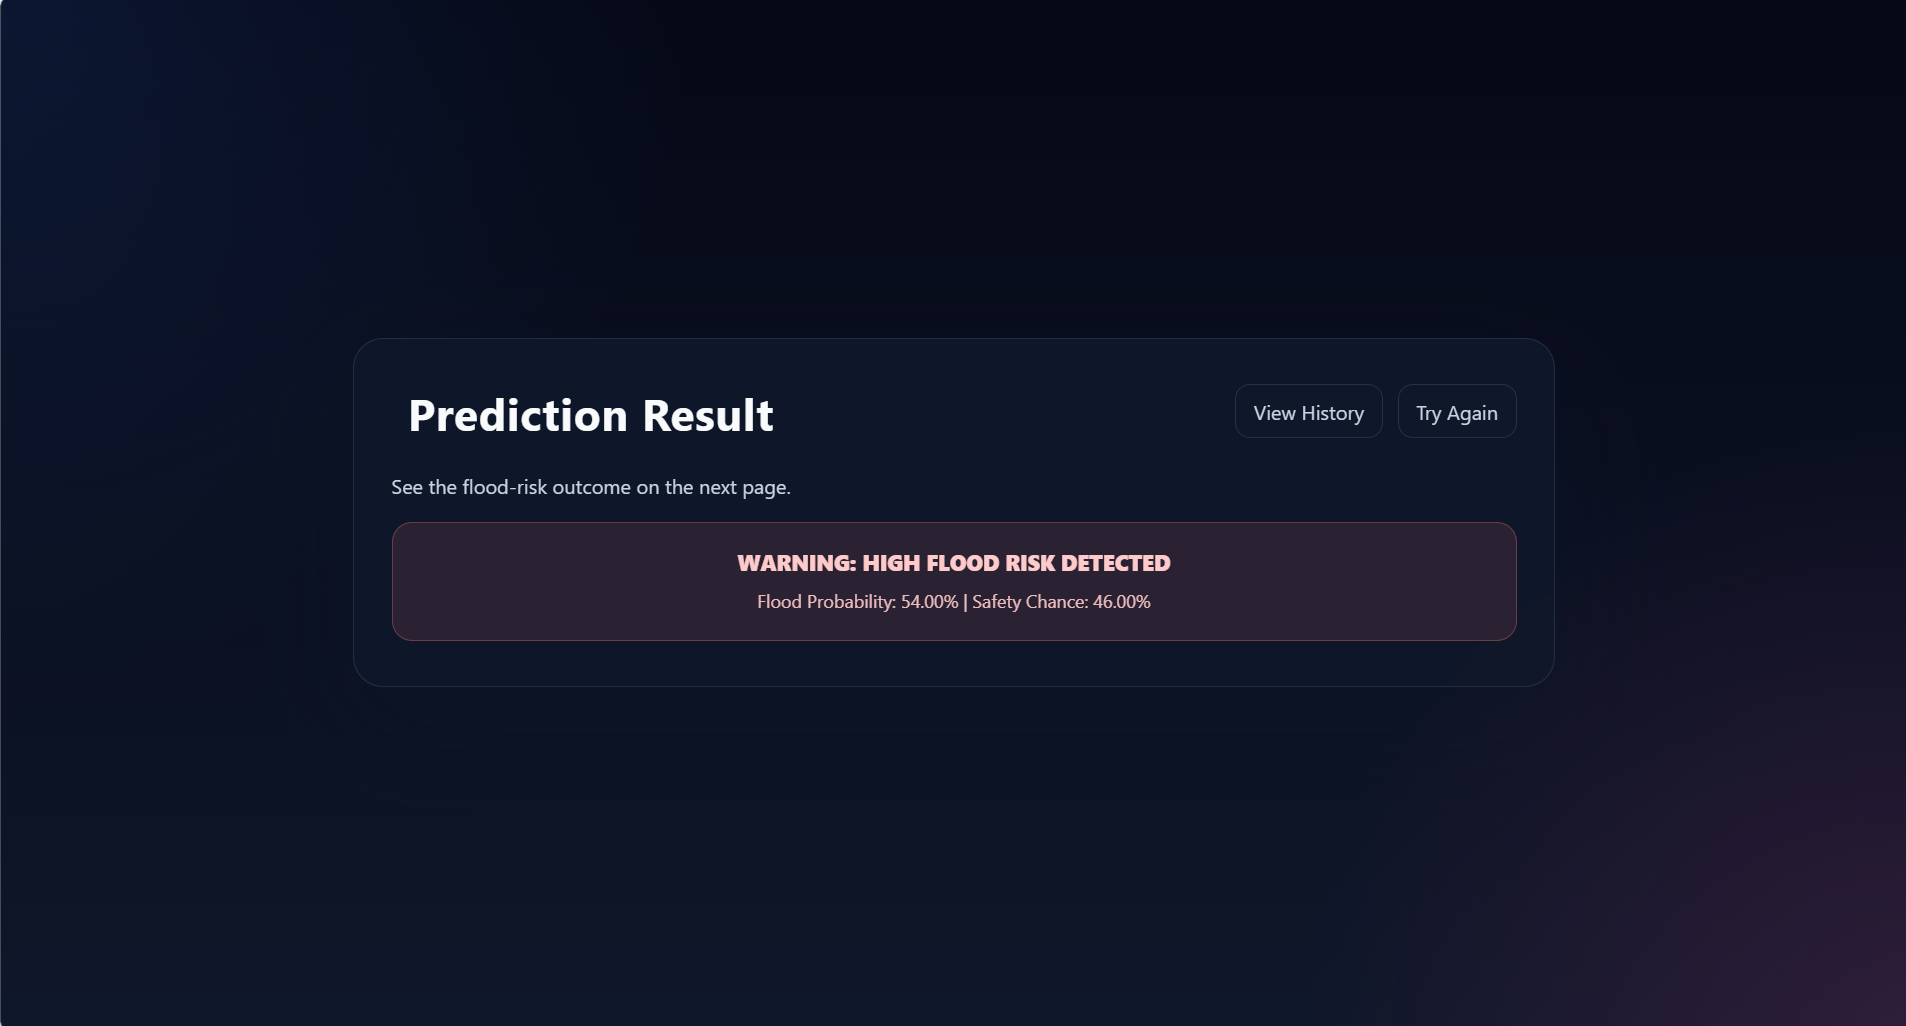 Prediction Result
View History
Try Again
See the flood-risk outcome on the next page.
WARNING: HIGH FLOOD RISK DETECTED
Flood Probability: 54.00% | Safety Chance: 46.00%